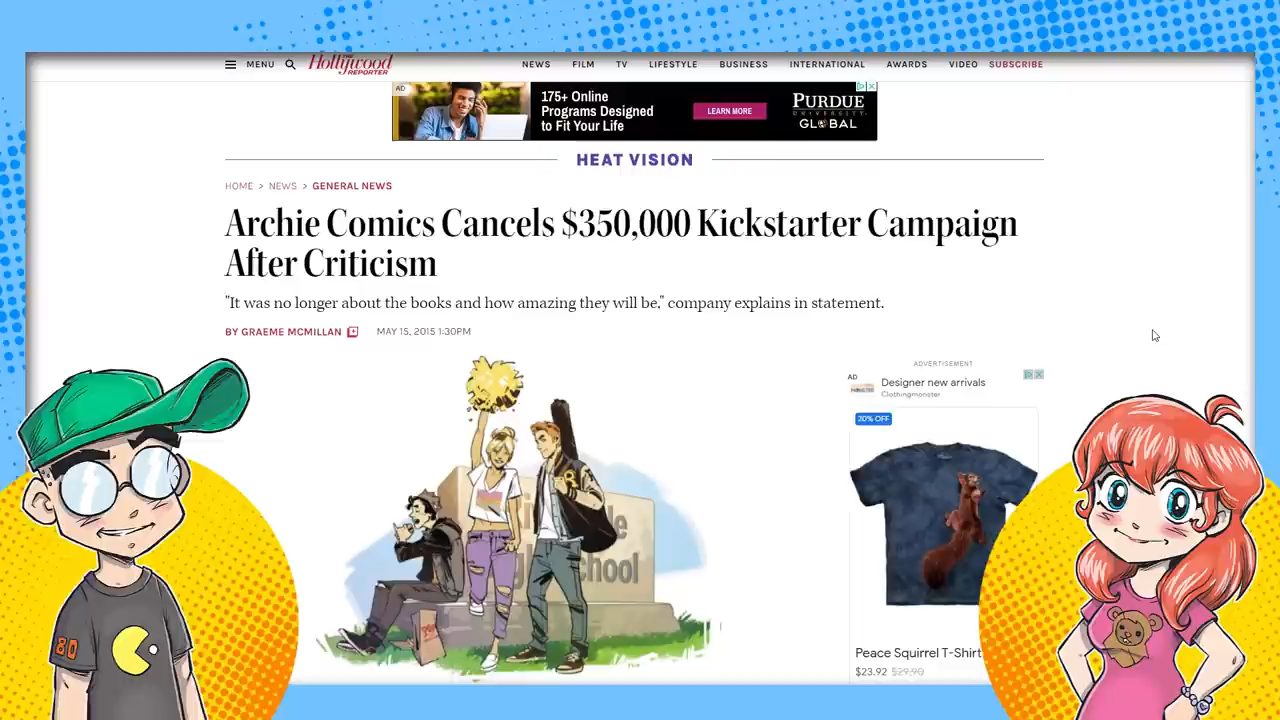 MENU
The Hollywood REPORTER
NEWS FILM TV LIFESTYLE BUSINESS INTERNATIONAL AWARDS VIDEO SUBSCRIBE
AD
175+ Online
Programs Designed
to Fit Your Life
LEARN MORE
PURDUE
UNIVERSITY
GLOBAL
HEAT VISION
HOME > NEWS > GENERAL NEWS
Archie Comics Cancels $350,000 Kickstarter Campaign
After Criticism
"It was no longer about the books and how amazing they will be," company explains in statement.
BY GRAEME MCMILLAN MAY 15, 2015 1:30PM
ADVERTISEMENT
AD
Designer new arrivals
Clothingmonster
20% OFF
Peace Squirrel T-Shirt
$23.92 $29.90
80